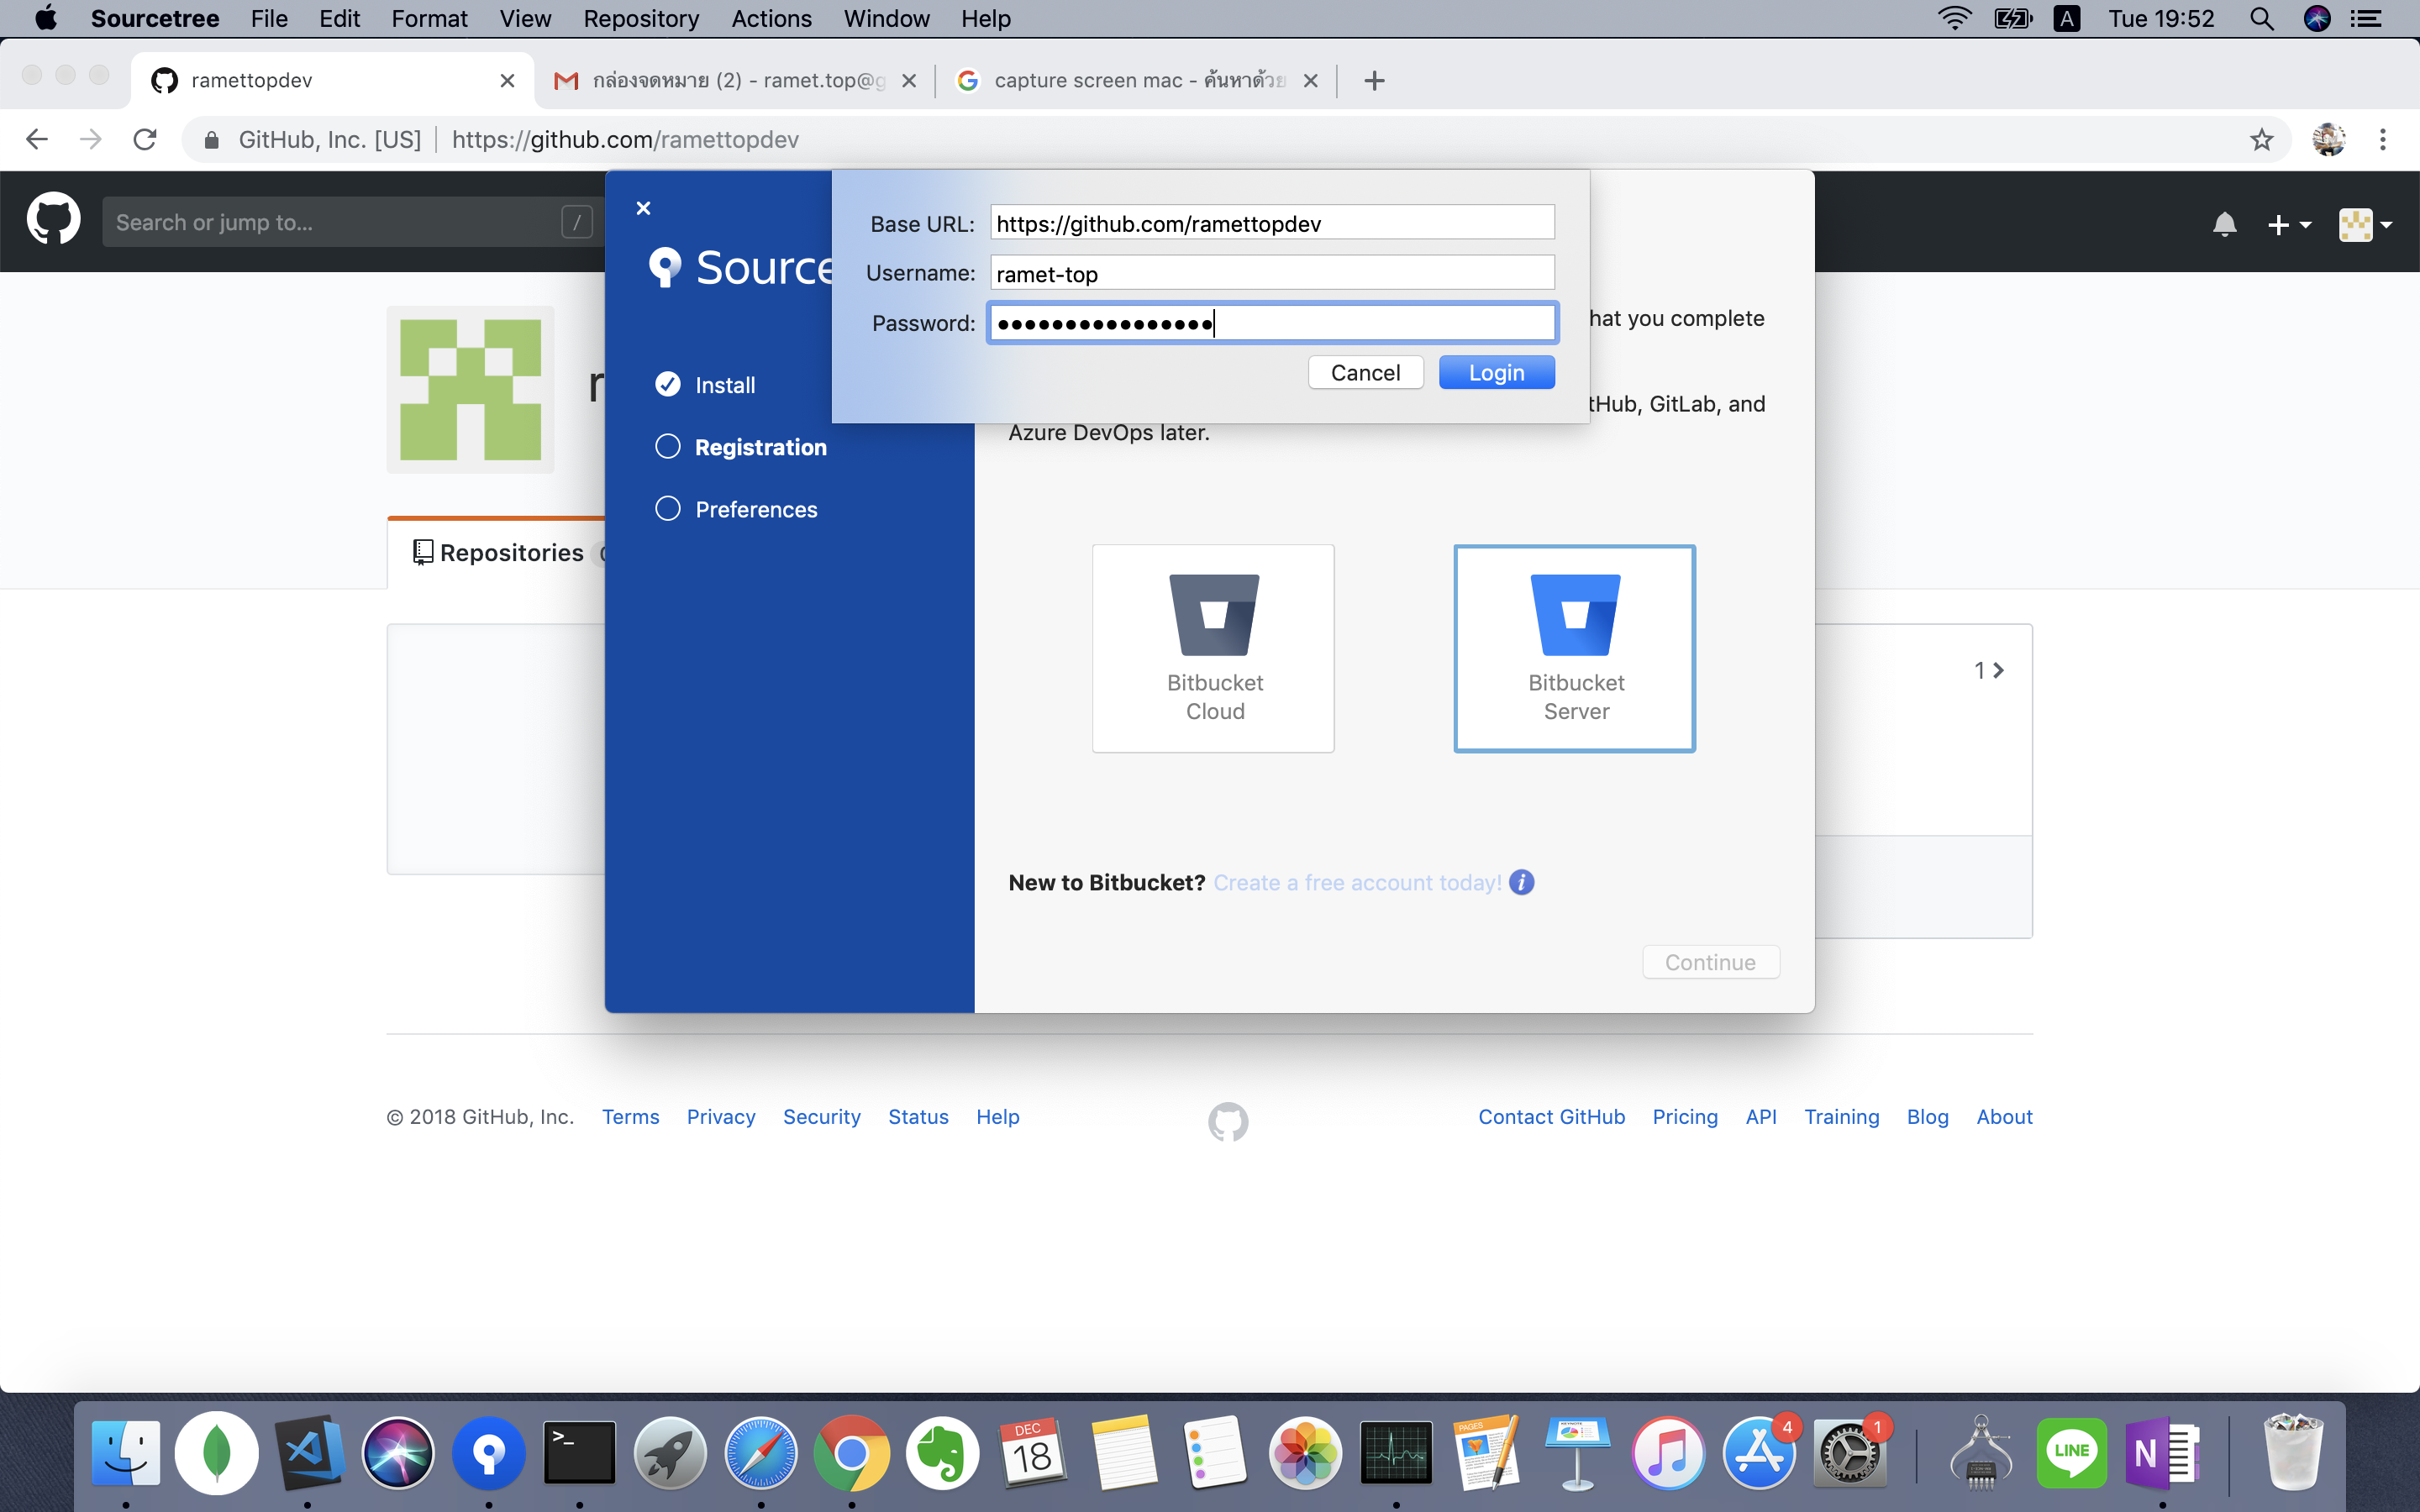 Sourcetree File Edit Format View Repository Actions Window Help A Tue 19:52
ramettopdev กล่องจดหมาย (2) - ramet.top@g capture screen mac - ค้นหาด้วย
GitHub, Inc. [US] https://github.com/ramettopdev
Search or jump to... /
Source
Base URL: https://github.com/ramettopdev
Username: ramet-top
Password: ••••••••••••••••
Cancel Login
hat you complete
tHub, GitLab, and
Azure DevOps later.
Install
Registration
Preferences
r
Repositories
Bitbucket
Cloud
Bitbucket
Server
1
New to Bitbucket? Create a free account today! i
Continue
© 2018 GitHub, Inc. Terms Privacy Security Status Help Contact GitHub Pricing API Training Blog About
>_
DEC
18
PAGES
KEYNOTE
4
1
LINE
N